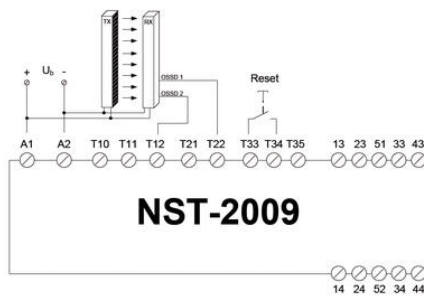 TX RX
+ Ub -
OSSD 1
OSSD 2
Reset
A1 A2 T10 T11 T12 T21 T22 T33 T34 T35 13 23 51 33 43
NST-2009
14 24 52 34 44